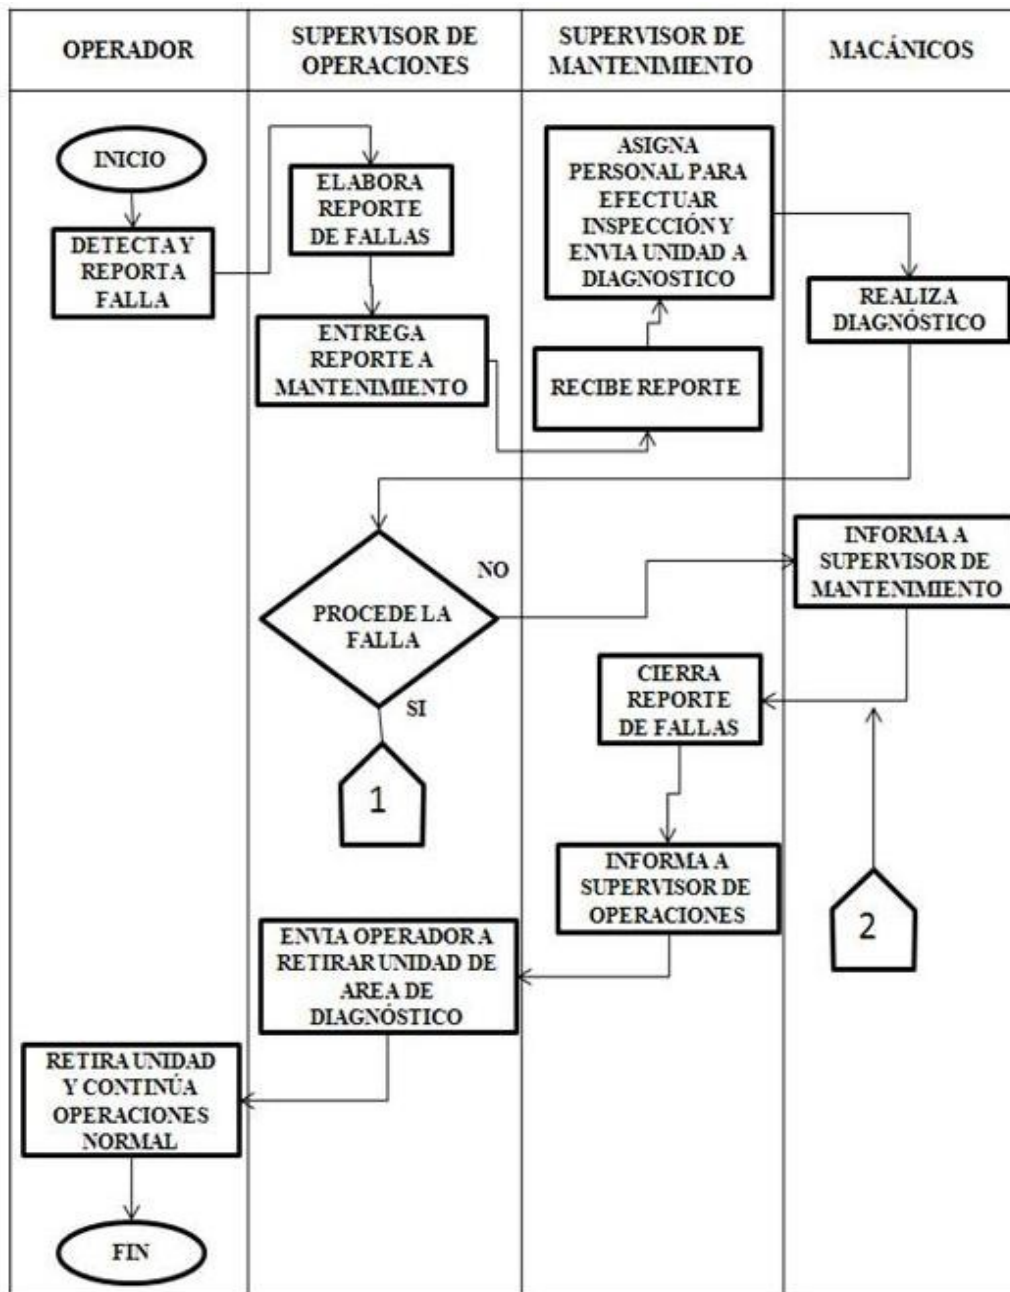 OPERADOR
SUPERVISOR DE
OPERACIONES
SUPERVISOR DE
MANTENIMIENTO
MACÁNICOS
INICIO
DETECTA Y
REPORTA
FALLA
ELABORA
REPORTE
DE FALLAS
ENTREGA
REPORTE A
MANTENIMIENTO
ASIGNA
PERSONAL PARA
EFECTUAR
INSPECCIÓN Y
ENVIA UNIDAD A
DIAGNOSTICO
RECIBE REPORTE
REALIZA
DIAGNÓSTICO
PROCEDE LA
FALLA
NO
SI
1
INFORMA A
SUPERVISOR DE
MANTENIMIENTO
CIERRA
REPORTE
DE FALLAS
INFORMA A
SUPERVISOR DE
OPERACIONES
2
ENVIA OPERADOR A
RETIRAR UNIDAD DE
AREA DE
DIAGNÓSTICO
RETIRA UNIDAD
Y CONTINÚA
OPERACIONES
NORMAL
FIN